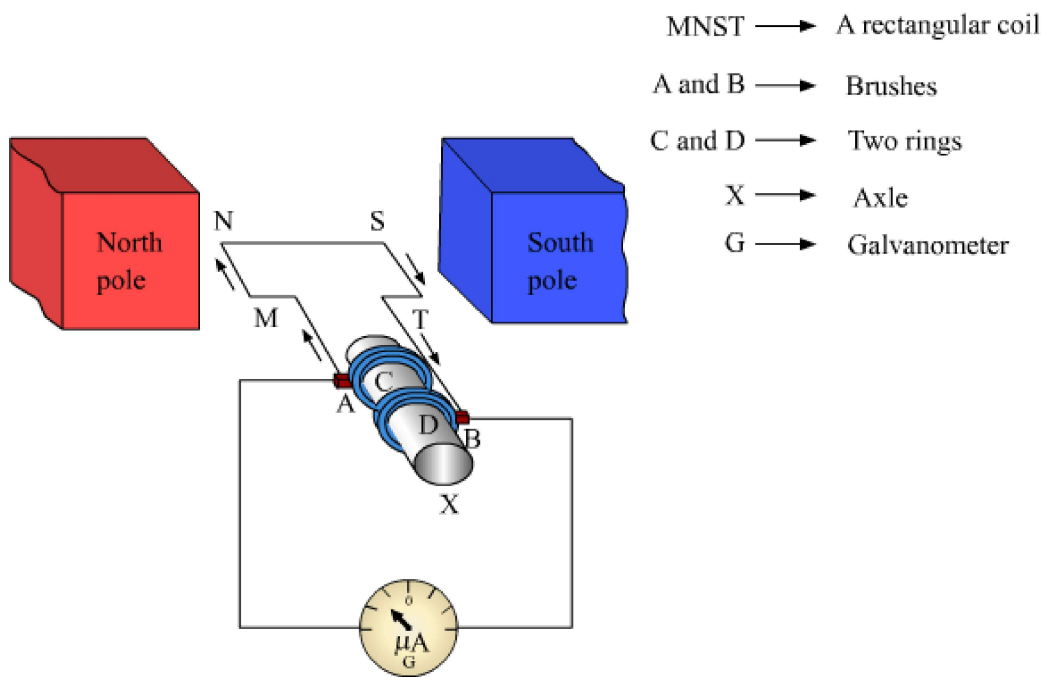 MNST → A rectangular coil
A and B → Brushes
C and D → Two rings
X → Axle
G → Galvanometer
North
pole
South
pole
N
S
M
T
A
C
D
B
X
0
μA
G